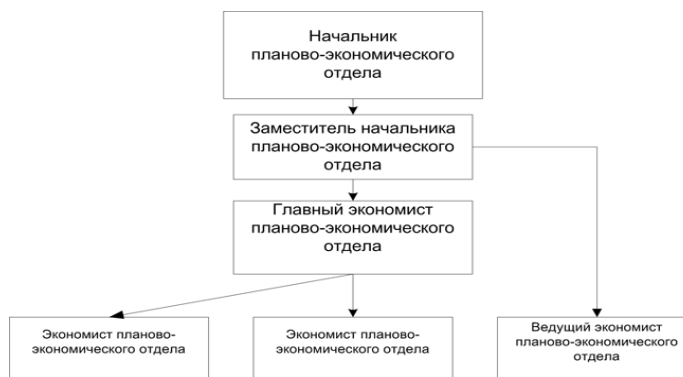 Начальник
планово-экономического
отдела
Заместитель начальника
планово-экономического
отдела
Главный экономист
планово-экономического
отдела
Экономист планово-
экономического отдела
Экономист планово-
экономического отдела
Ведущий экономист
планово-экономического
отдела